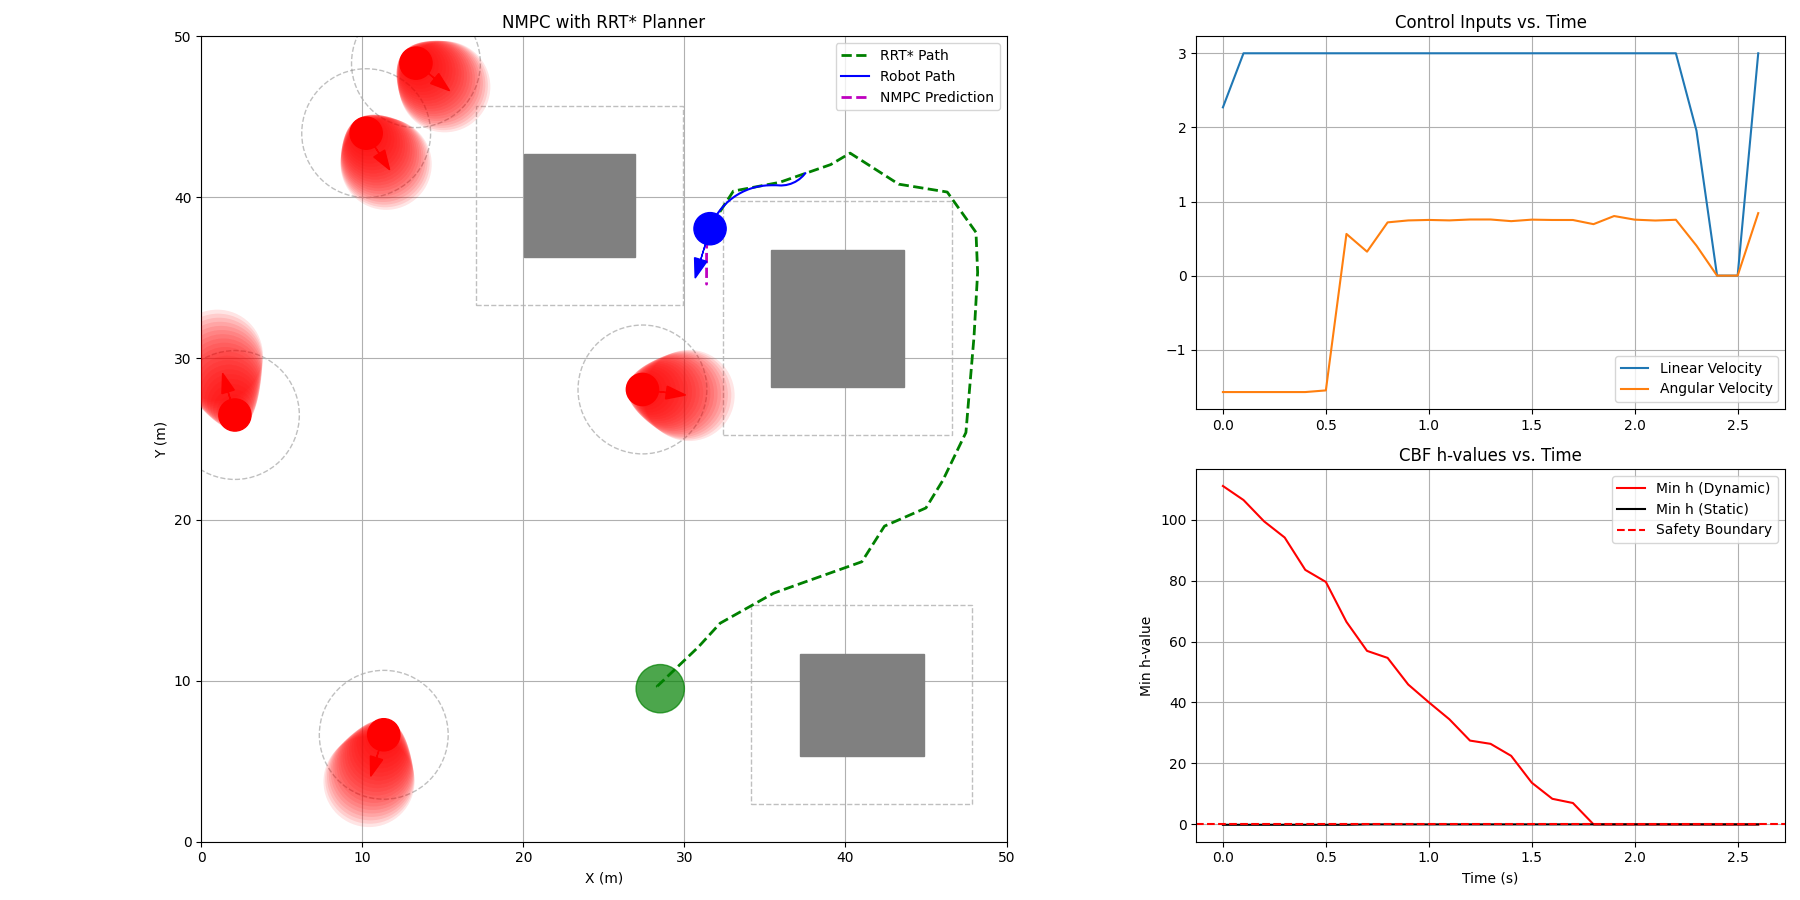 NMPC with RRT* Planner
50
40
30
20
10
0
Y (m)
0
10
20
30
40
50
X (m)
RRT* Path
Robot Path
NMPC Prediction
Control Inputs vs. Time
3
2
1
0
−1
0.0
0.5
1.0
1.5
2.0
2.5
Linear Velocity
Angular Velocity
CBF h-values vs. Time
Min h-value
100
80
60
40
20
0
0.0
0.5
1.0
1.5
2.0
2.5
Time (s)
Min h (Dynamic)
Min h (Static)
Safety Boundary